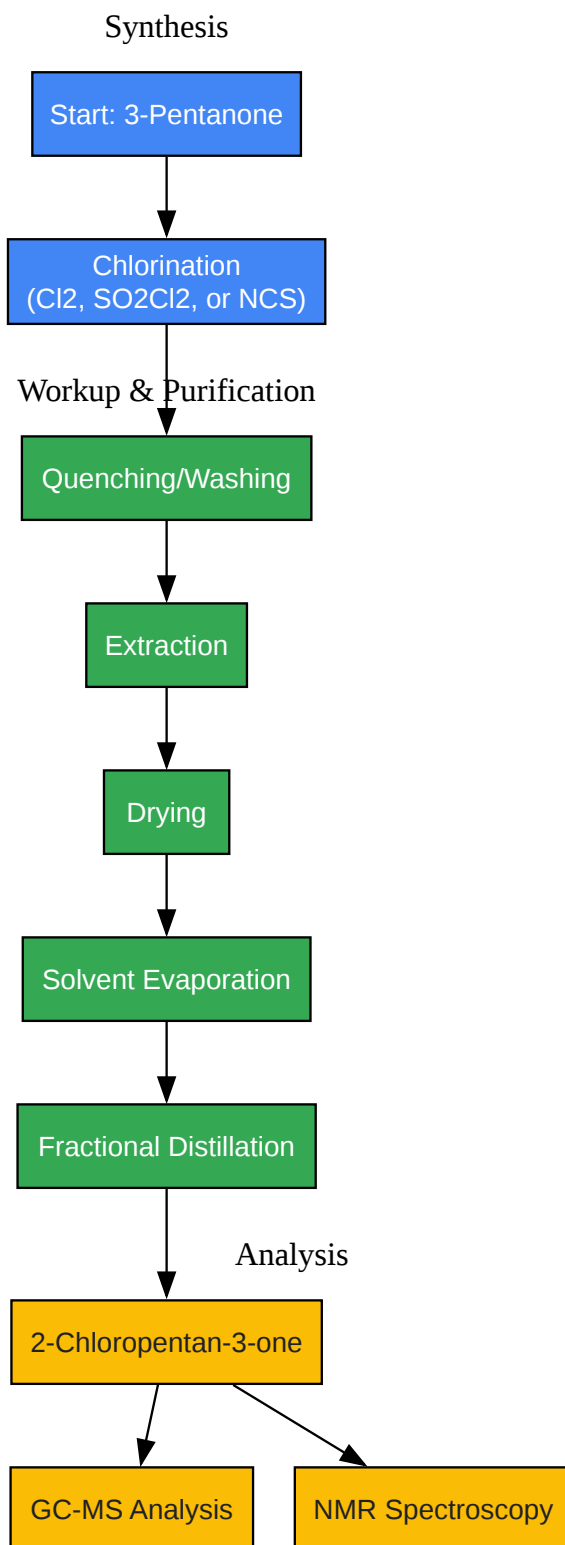 Synthesis
Start: 3-Pentanone
Chlorination
(Cl2, SO2Cl2, or NCS)
Workup & Purification
Quenching/Washing
Extraction
Drying
Solvent Evaporation
Fractional Distillation
Analysis
2-Chloropentan-3-one
GC-MS Analysis
NMR Spectroscopy